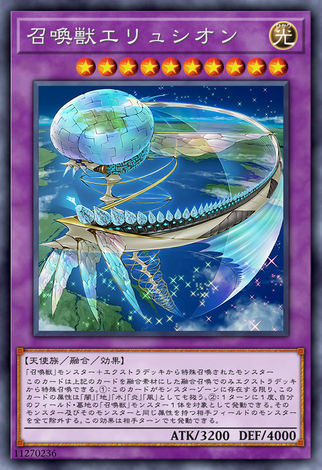 召喚獣エリュシオン
光
【天使族/融合/効果】
「召喚獣」モンスター+エクストラデッキから特殊召喚されたモンスター
このカードは上記のカードを融合素材にした融合召喚でのみエクストラデッキ
から特殊召喚できる。①:このカードがモンスターゾーンに存在する限り、この
カードの属性は「闇」「地」「水」「炎」「風」としても扱う。②:1ターンに1度、自分の
フィールド・墓地の「召喚獣」モンスター1体を対象として発動できる。その
モンスター及びそのモンスターと同じ属性を持つ相手フィールドのモンスター
を全て除外する。この効果は相手ターンでも発動できる。
ATK/3200 DEF/4000
11270236